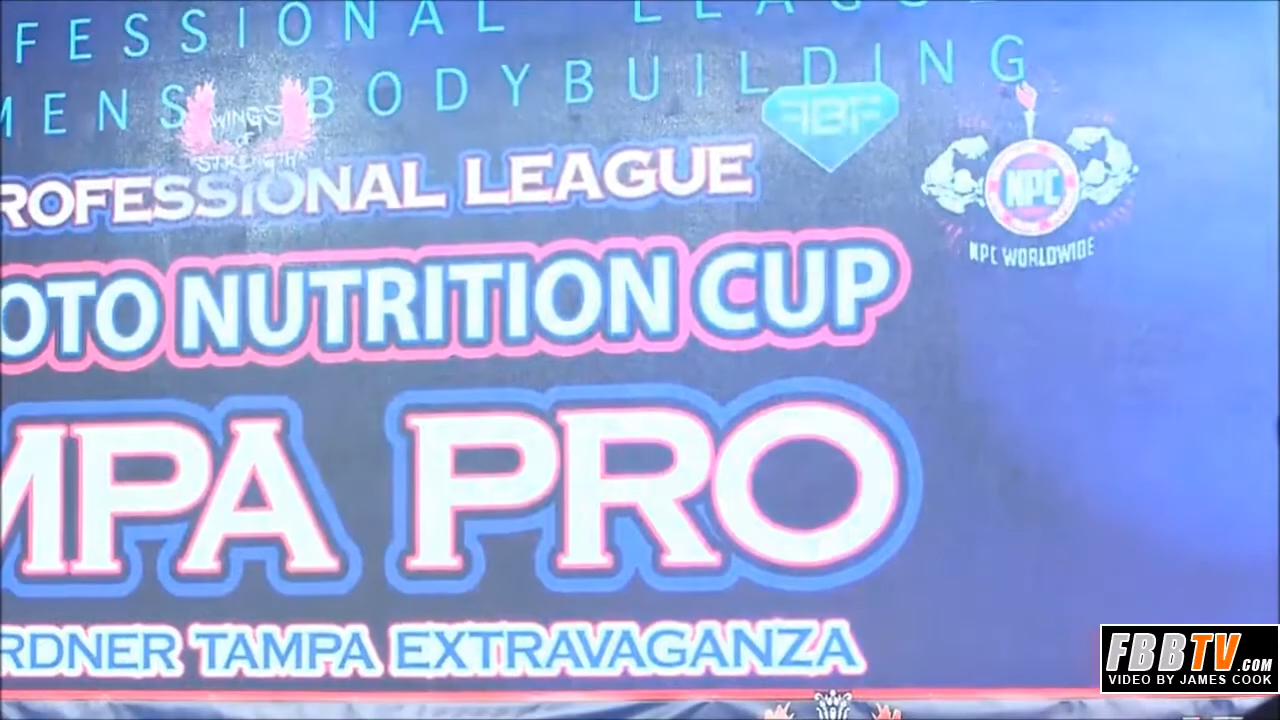 FESSIONAL LEAGUE
MENS BODYBUILDING
WINGS
OF
STRENGTH
FBF
NPC
NPC WORLDWIDE
ROFESSIONAL LEAGUE
OTO NUTRITION CUP
MPA PRO
RDNER TAMPA EXTRAVAGANZA
FBBTV.COM
VIDEO BY JAMES COOK